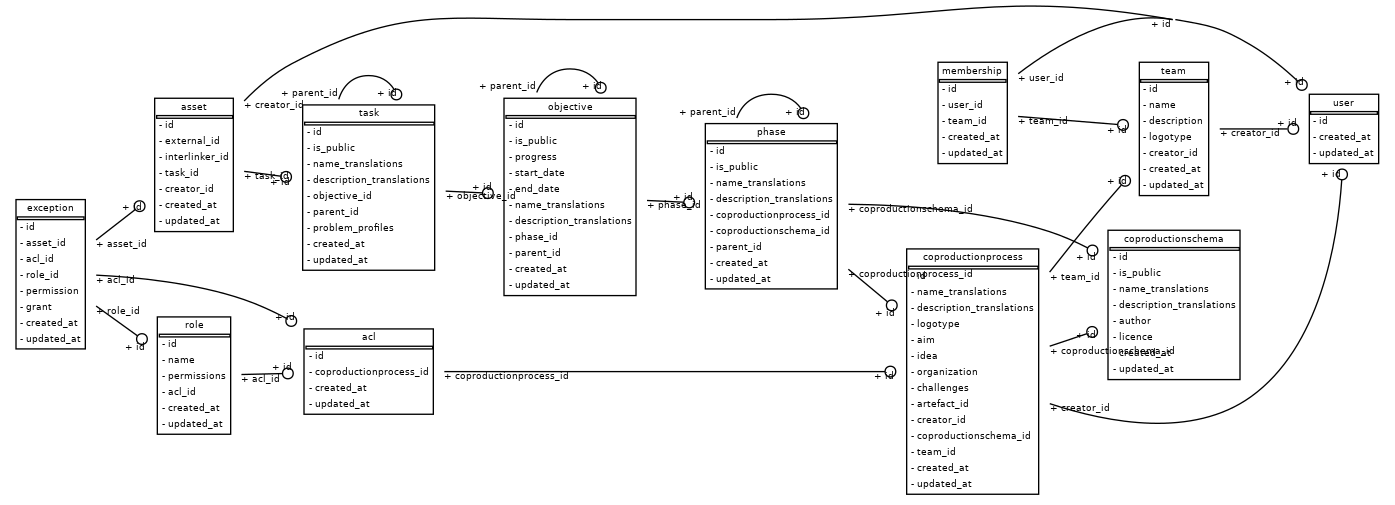 exception
- id
- asset_id
- acl_id
- role_id
- permission
- grant
- created_at
- updated_at
+ asset_id
+ id
+ acl_id
+ id
+ role_id
+ id
asset
- id
- external_id
- interlinker_id
- task_id
- creator_id
- created_at
- updated_at
+ creator_id
+ id
+ task_id
+ id
role
- id
- name
- permissions
- acl_id
- created_at
- updated_at
+ acl_id
+ id
+ parent_id
+ id
task
- id
- is_public
- name_translations
- description_translations
- objective_id
- parent_id
- problem_profiles
- created_at
- updated_at
+ objective_id
+ id
acl
- id
- coproductionprocess_id
- created_at
- updated_at
+ coproductionprocess_id
+ id
+ parent_id
+ id
objective
- id
- is_public
- progress
- start_date
- end_date
- name_translations
- description_translations
- phase_id
- parent_id
- created_at
- updated_at
+ phase_id
+ id
+ parent_id
+ id
phase
- id
- is_public
- name_translations
- description_translations
- coproductionprocess_id
- coproductionschema_id
- parent_id
- created_at
- updated_at
+ coproductionschema_id
+ id
+ coproductionprocess_id
+ id
coproductionprocess
- id
- name_translations
- description_translations
- logotype
- aim
- idea
- organization
- challenges
- artefact_id
- creator_id
- coproductionschema_id
- team_id
- created_at
- updated_at
+ team_id
+ id
+ coproductionschema_id
+ id
+ creator_id
+ id
membership
- id
- user_id
- team_id
- created_at
- updated_at
+ user_id
+ id
+ team_id
+ id
team
- id
- name
- description
- logotype
- creator_id
- created_at
- updated_at
+ creator_id
+ id
coproductionschema
- id
- is_public
- name_translations
- description_translations
- author
- licence
- created_at
- updated_at
user
- id
- created_at
- updated_at